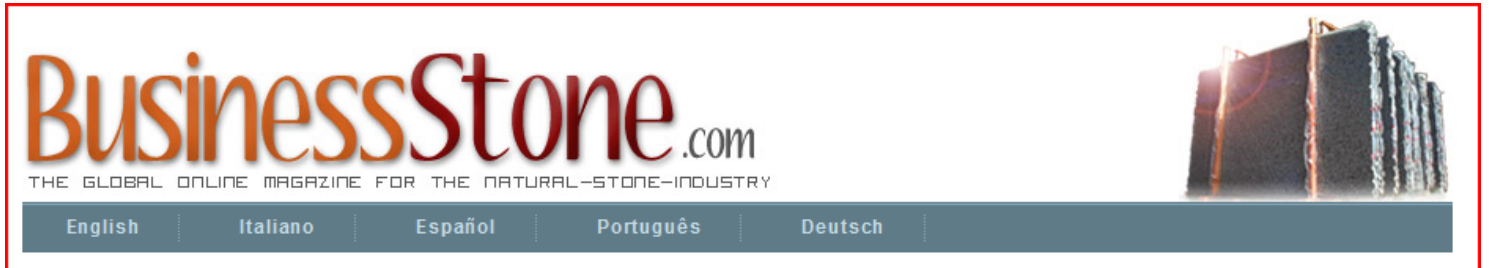 BusinessStone.com
THE GLOBAL ONLINE MAGAZINE FOR THE NATURAL-STONE-INDUSTRY
English Italiano Español Português Deutsch